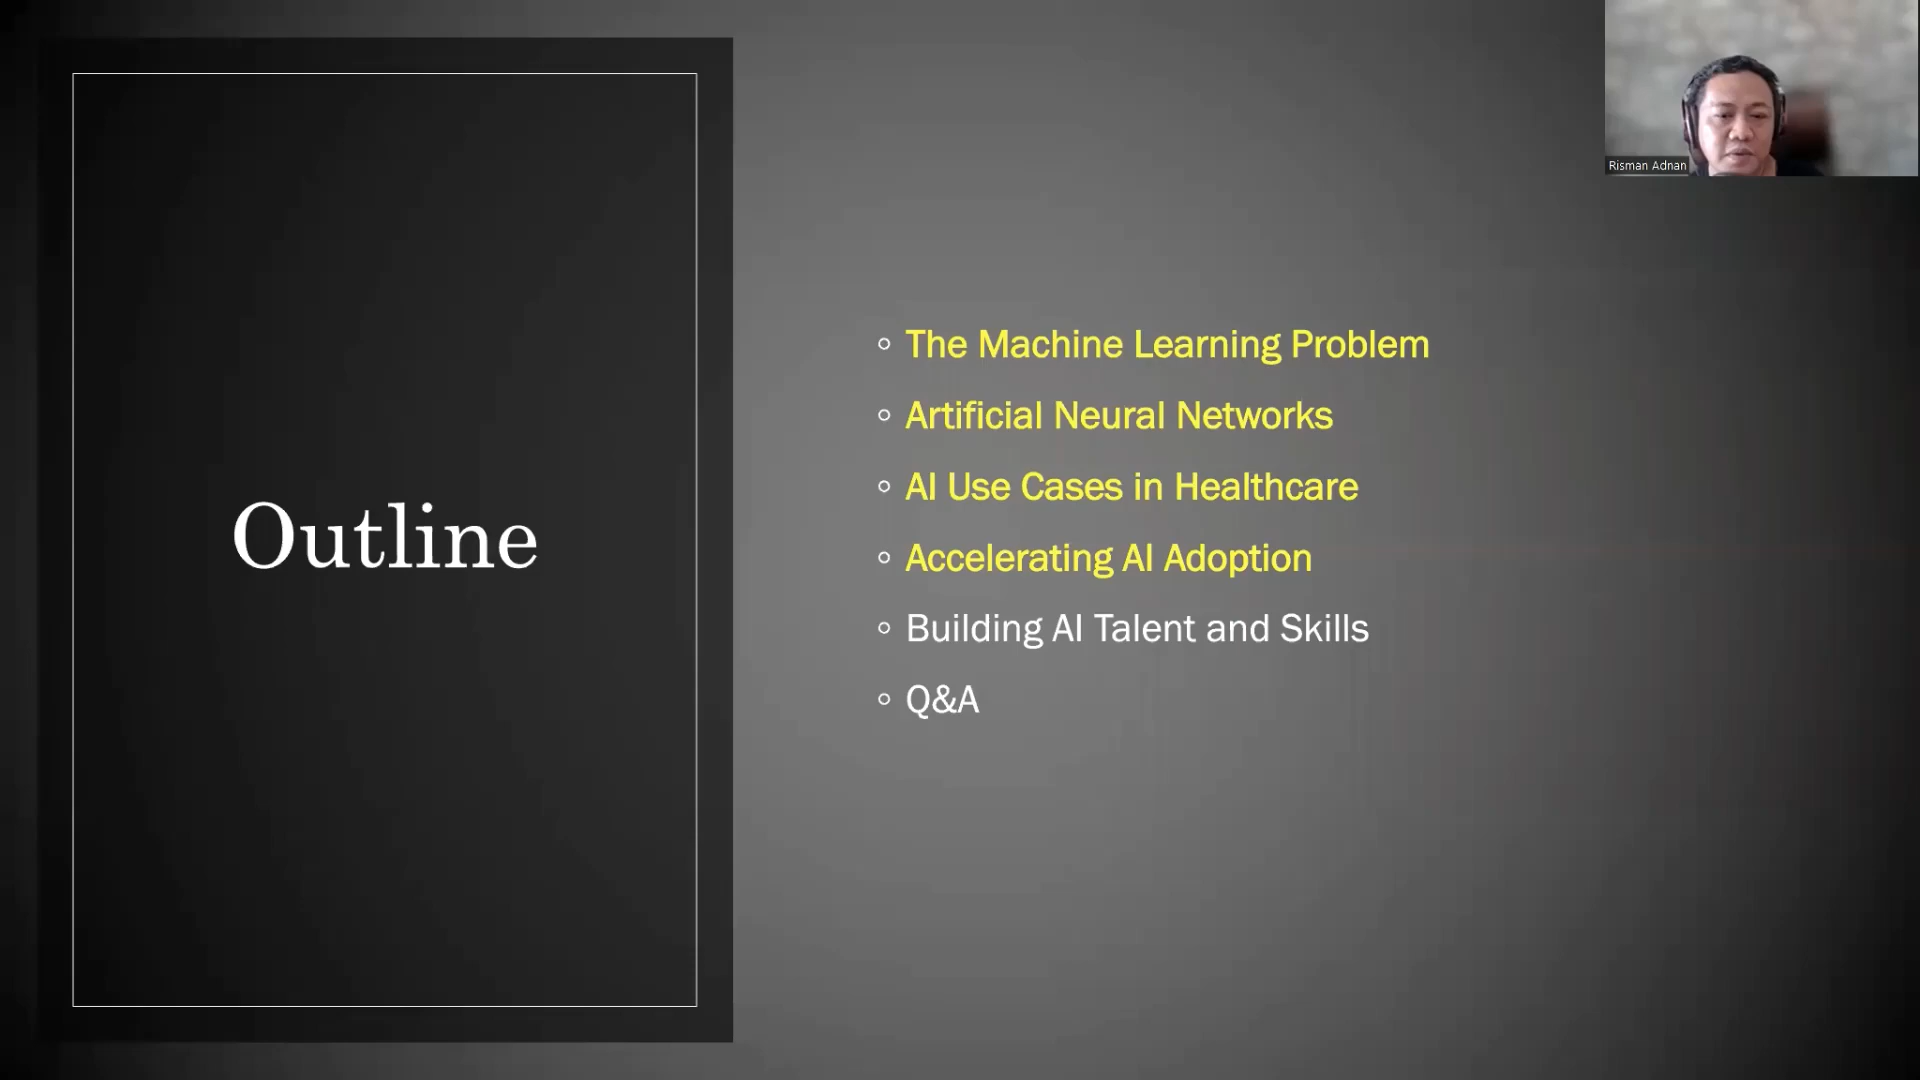 Outline
The Machine Learning Problem
Artificial Neural Networks
AI Use Cases in Healthcare
Accelerating AI Adoption
Building AI Talent and Skills
Q&A
Risman Adnan